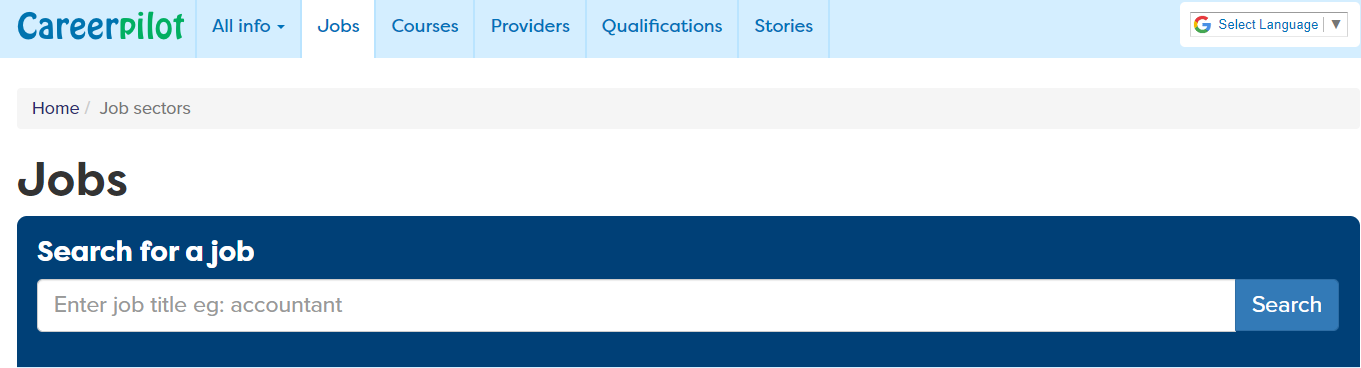 Careerpilot All info Jobs Courses Providers Qualifications Stories Select Language ▼
Home / Job sectors
Jobs
Search for a job
Enter job title eg: accountant Search